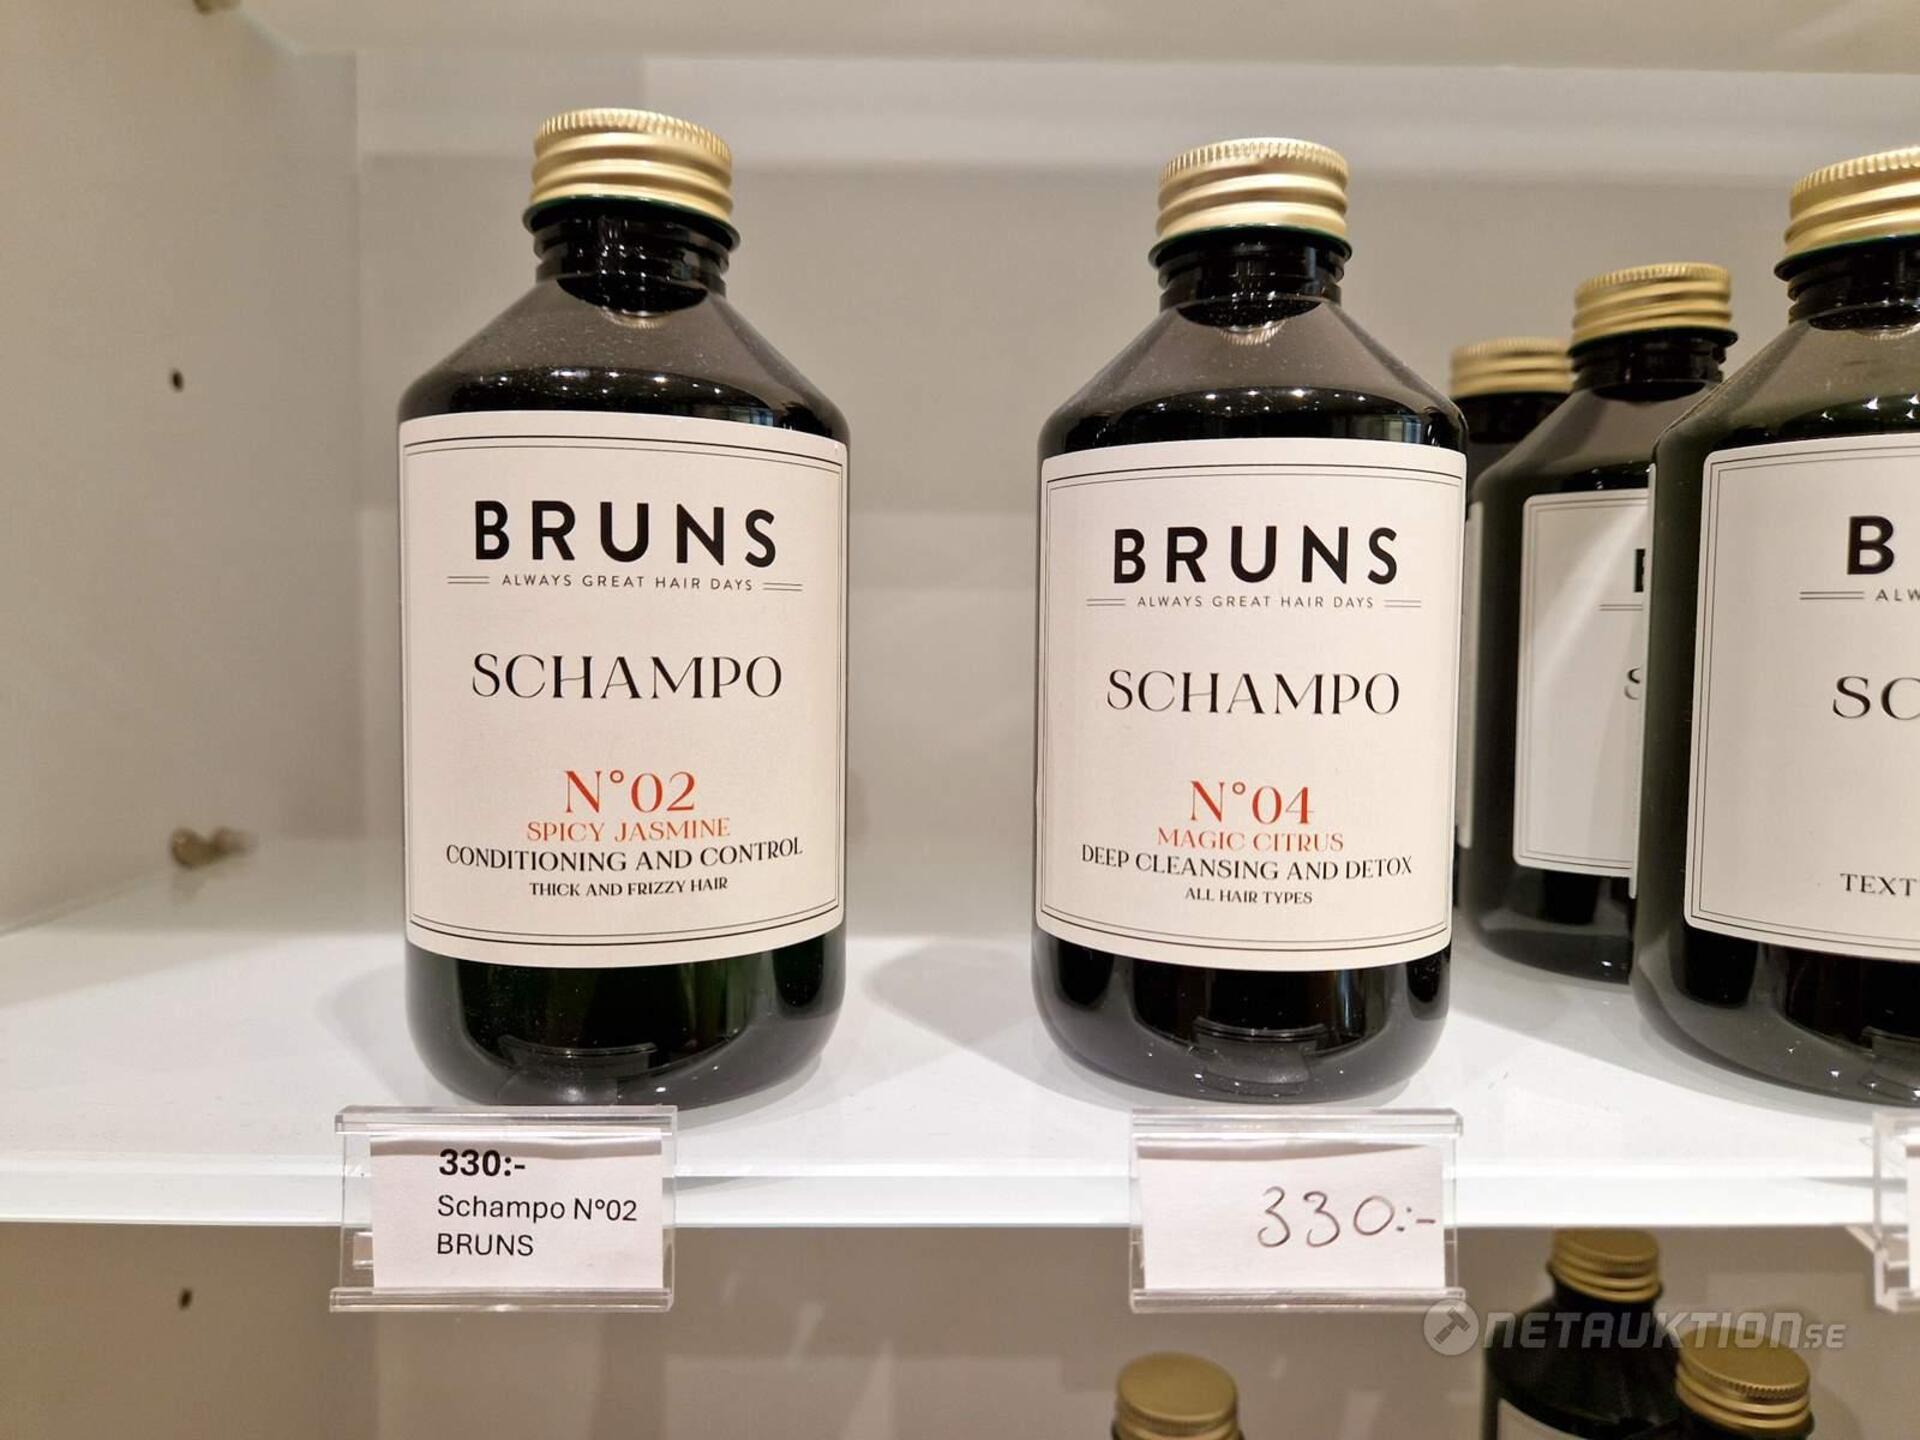 BRUNS
ALWAYS GREAT HAIR DAYS
SCHAMPO
N°02
SPICY JASMINE
CONDITIONING AND CONTROL
THICK AND FRIZZY HAIR
BRUNS
ALWAYS GREAT HAIR DAYS
SCHAMPO
N°04
MAGIC CITRUS
DEEP CLEANSING AND DETOX
ALL HAIR TYPES
B
ALW
SC
TEXT
330:-
Schampo N°02
BRUNS
330:-
NETAUKTION.SE